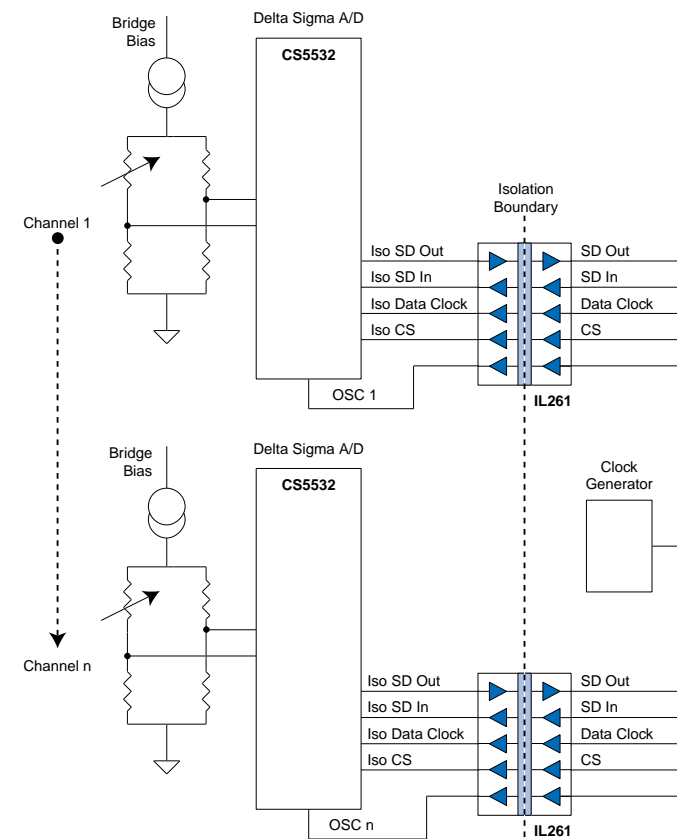 Bridge
Bias
Delta Sigma A/D
CS5532
Channel 1
Isolation
Boundary
Iso SD Out
Iso SD In
Iso Data Clock
Iso CS
SD Out
SD In
Data Clock
CS
OSC 1
IL261
Bridge
Bias
Delta Sigma A/D
CS5532
Clock
Generator
Channel n
Iso SD Out
Iso SD In
Iso Data Clock
Iso CS
SD Out
SD In
Data Clock
CS
OSC n
IL261